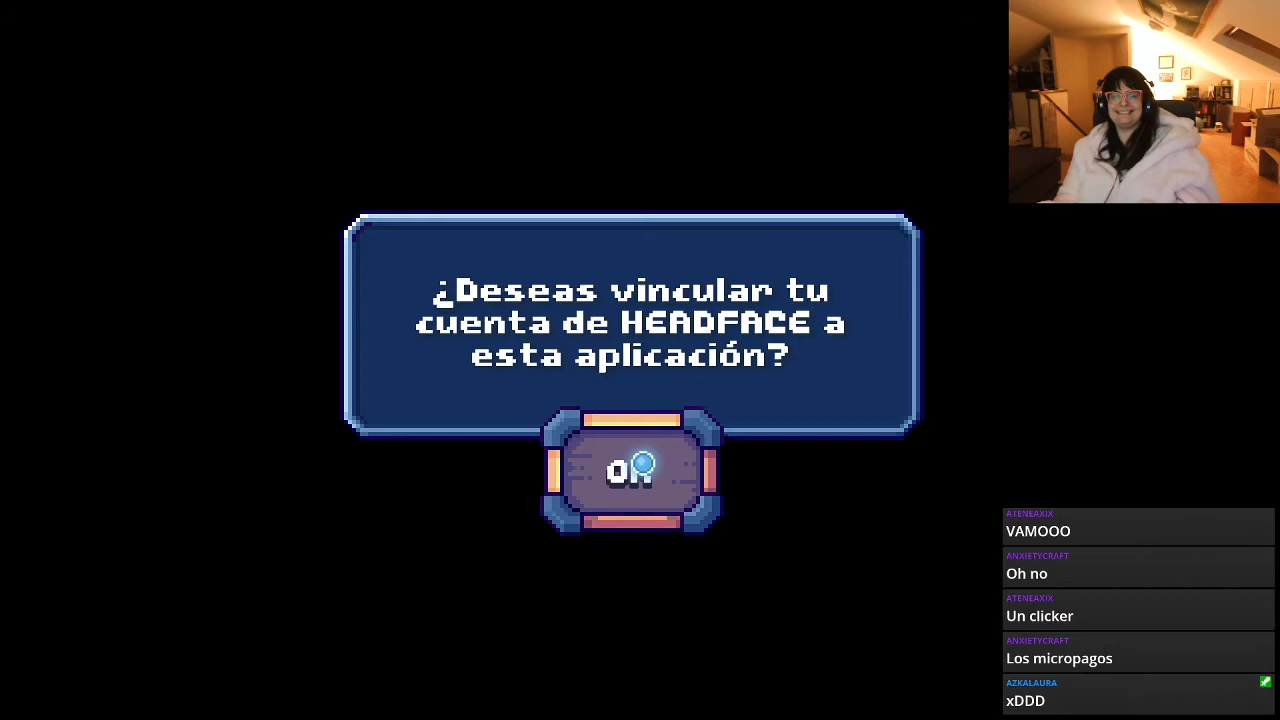 ¿Deseas vincular tu
cuenta de HEADFACE a
esta aplicación?
OK
ATENEAXIX
VAMOOO
ANXIETYCRAFT
Oh no
ATENEAXIX
Un clicker
ANXIETYCRAFT
Los micropagos
AZKALAURA
xDDD